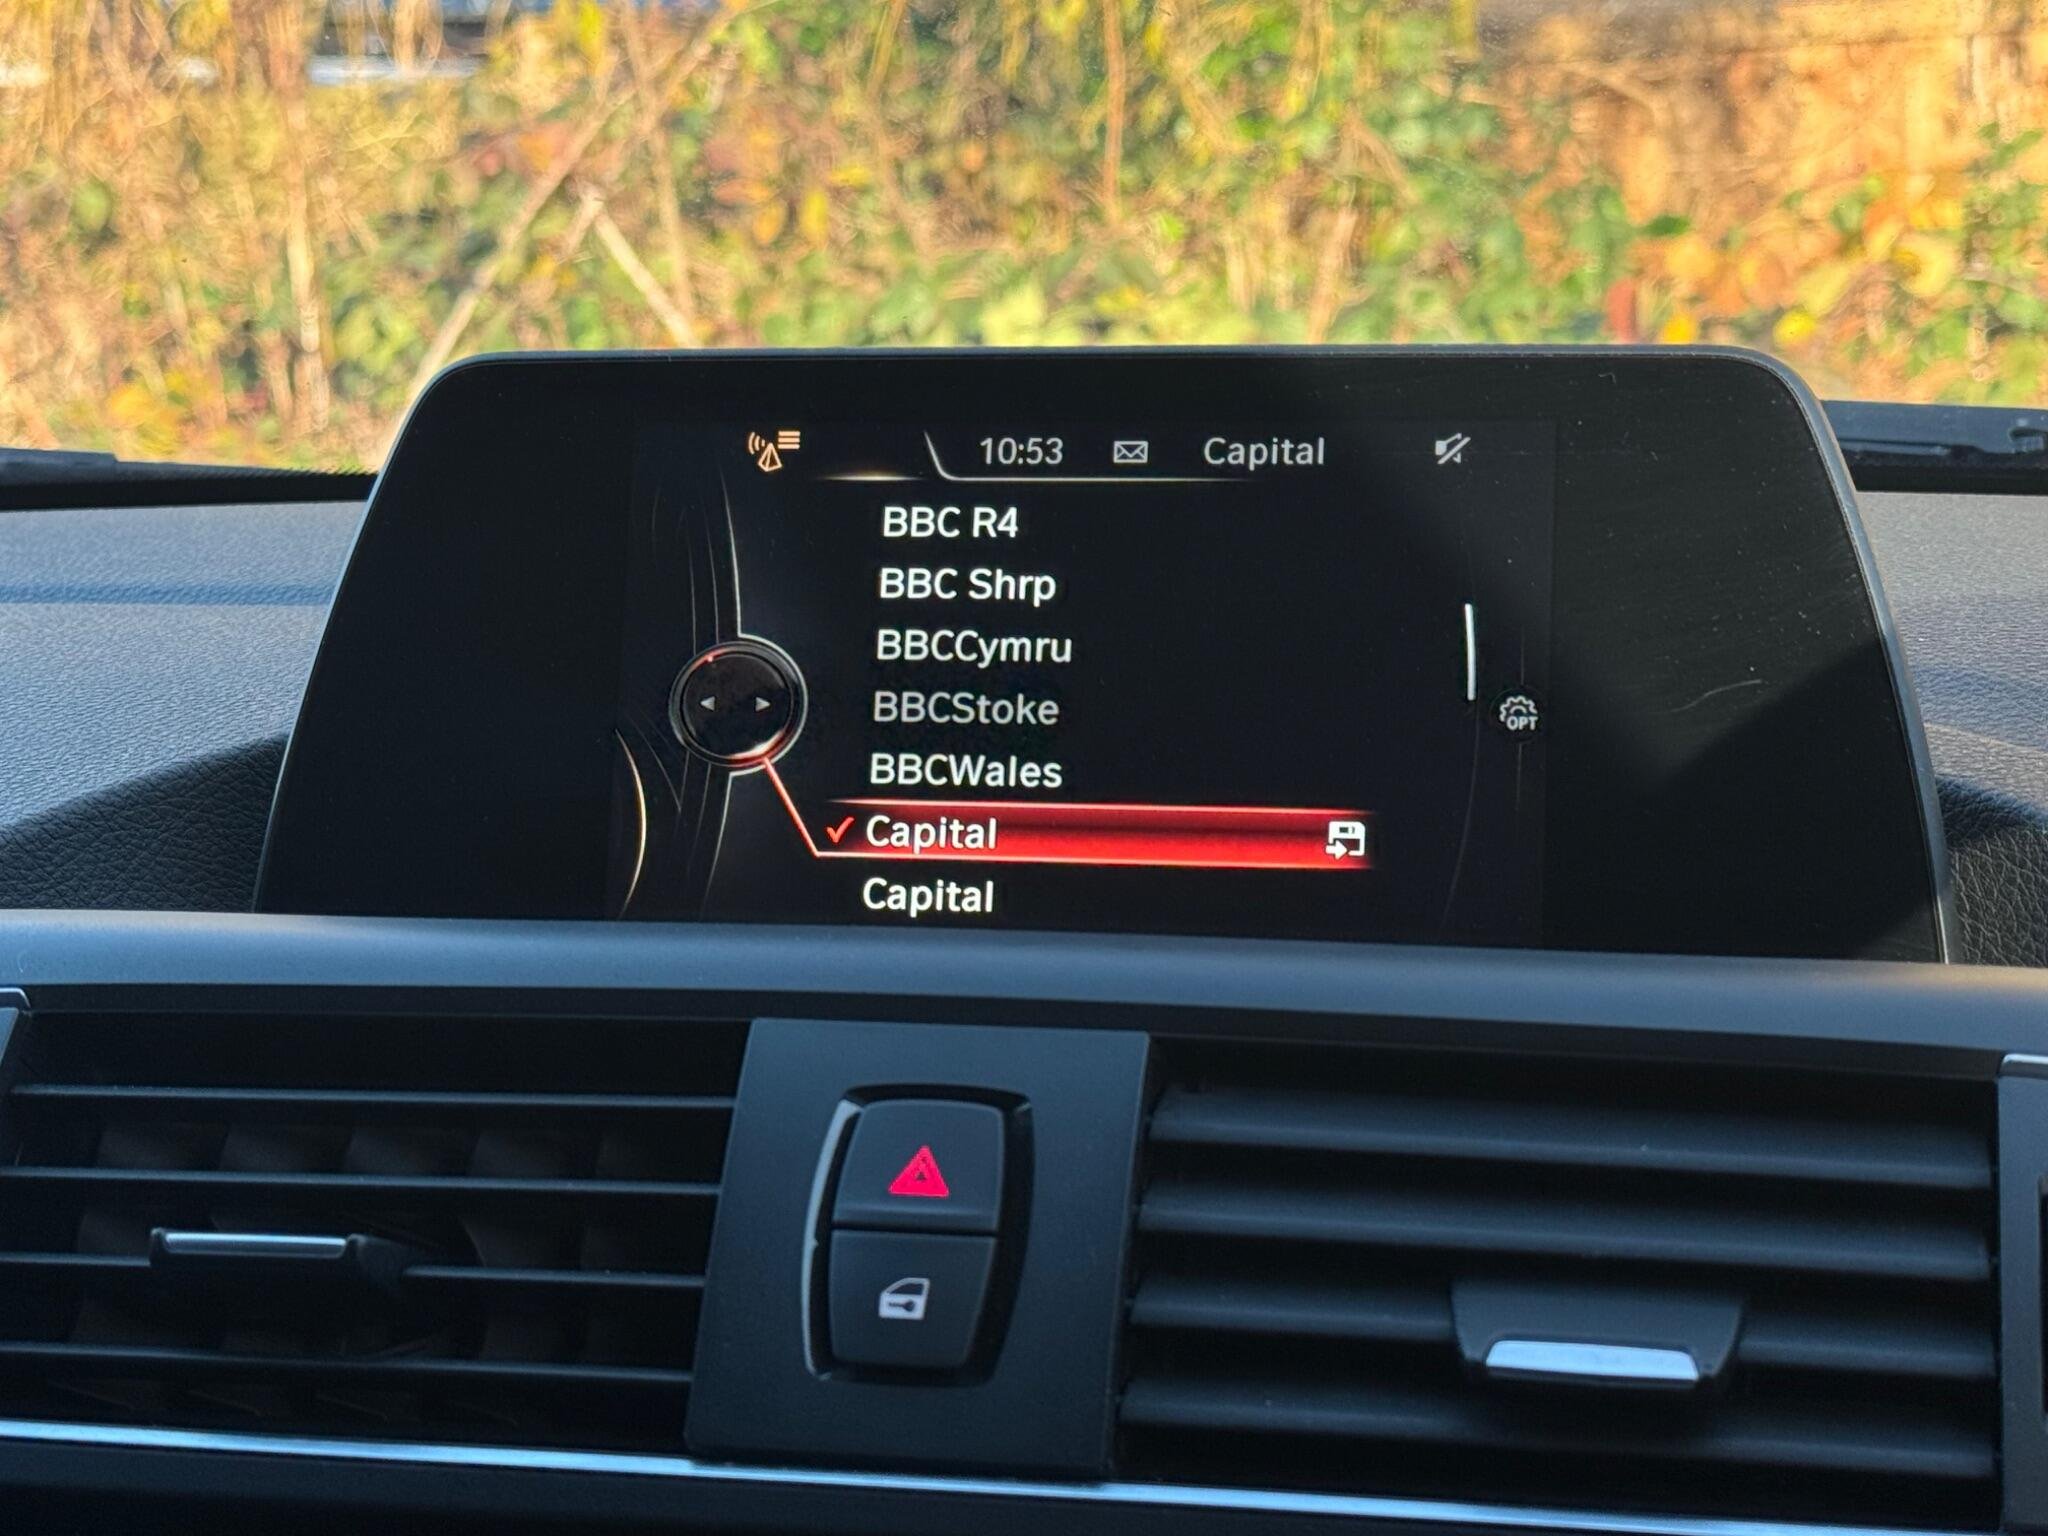 10:53 Capital
BBC R4
BBC Shrp
BBCCymru
BBCStoke
OPT
BBCWales
Capital
Capital